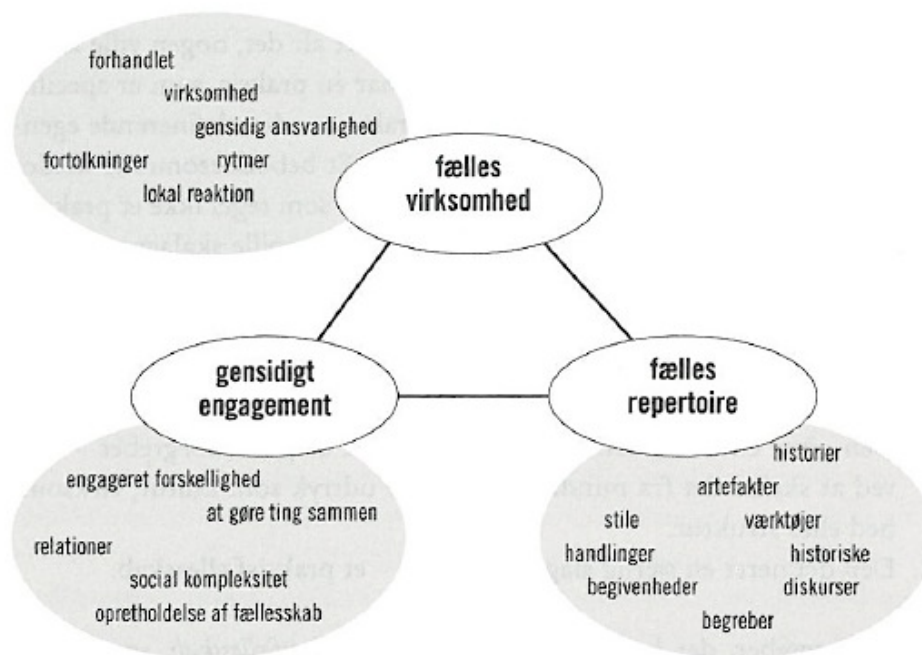 forhandlet
virksomhed
gensidig ansvarlighed
fortolkninger rytmer
lokal reaktion
fælles
virksomhed
gensidigt
engagement
fælles
repertoire
engageret forskellighed
at gøre ting sammen
relationer
social kompleksitet
opretholdelse af fællesskab
historier
artefakter
stile værktøjer
handlinger historiske
begivenheder diskurser
begreber